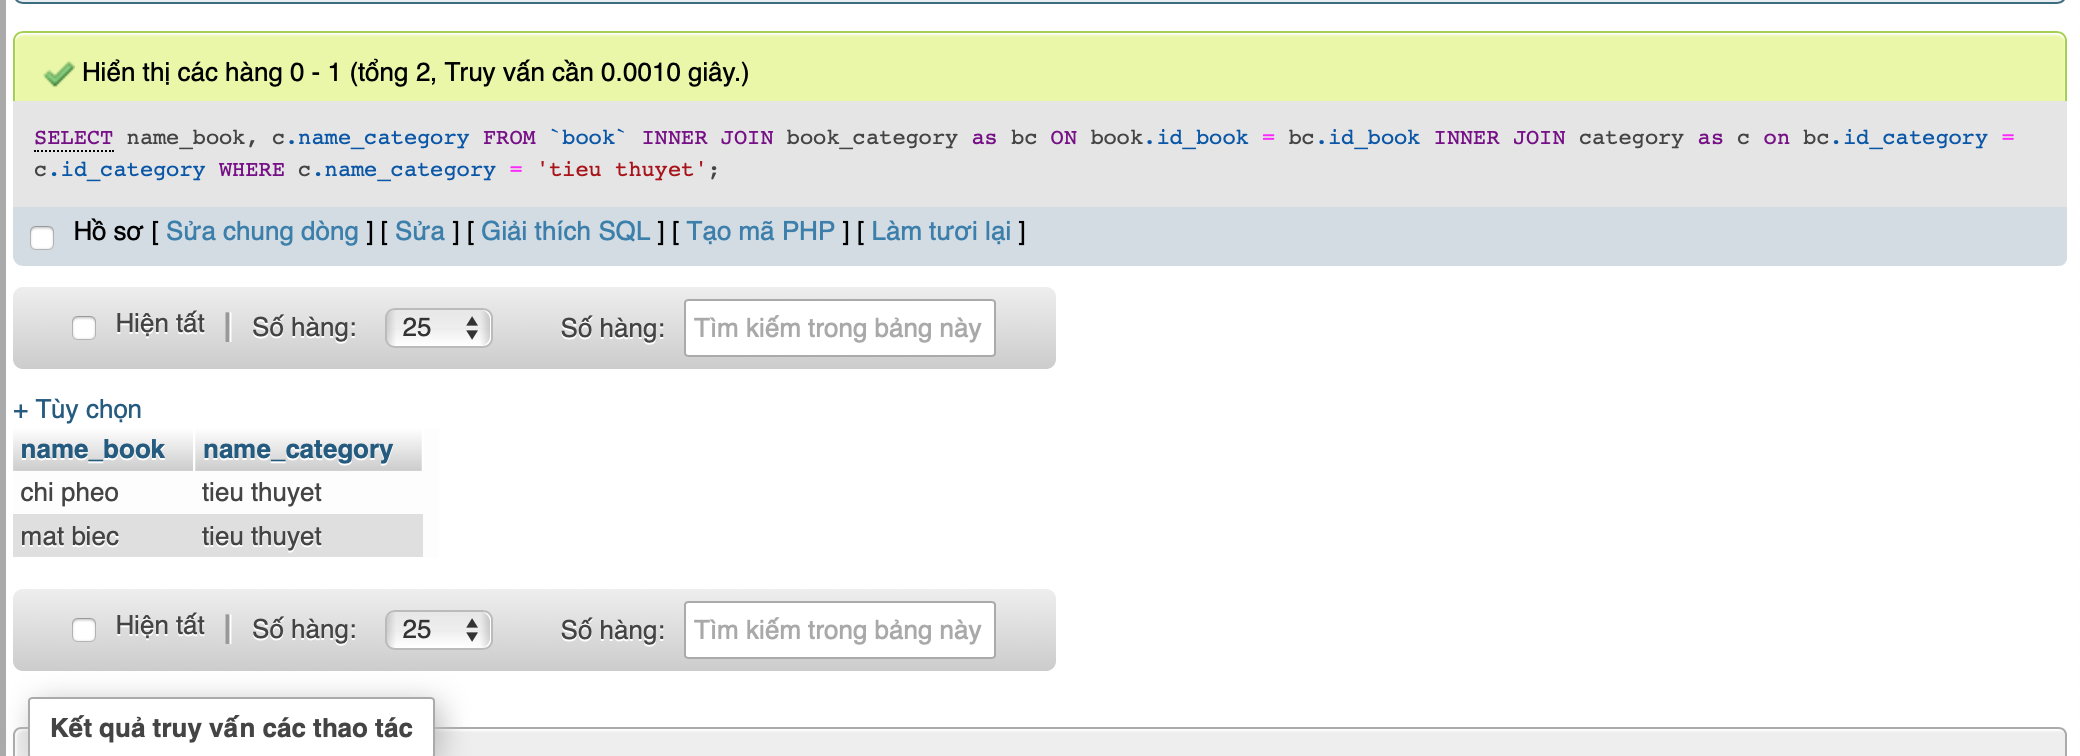 Hiển thị các hàng 0 - 1 (tổng 2, Truy vấn cần 0.0010 giây.)
SELECT name_book, c.name_category FROM `book` INNER JOIN book_category as bc ON book.id_book = bc.id_book INNER JOIN category as c on bc.id_category =
c.id_category WHERE c.name_category = 'tieu thuyet';
Hồ sơ [ Sửa chung dòng ] [ Sửa ] [ Giải thích SQL ] [ Tạo mã PHP ] [ Làm tươi lại ]
Hiện tất | Số hàng: 25 Số hàng: Tìm kiếm trong bảng này
+ Tùy chọn
name_book name_category
chi pheo tieu thuyet
mat biec tieu thuyet
Hiện tất | Số hàng: 25 Số hàng: Tìm kiếm trong bảng này
Kết quả truy vấn các thao tác